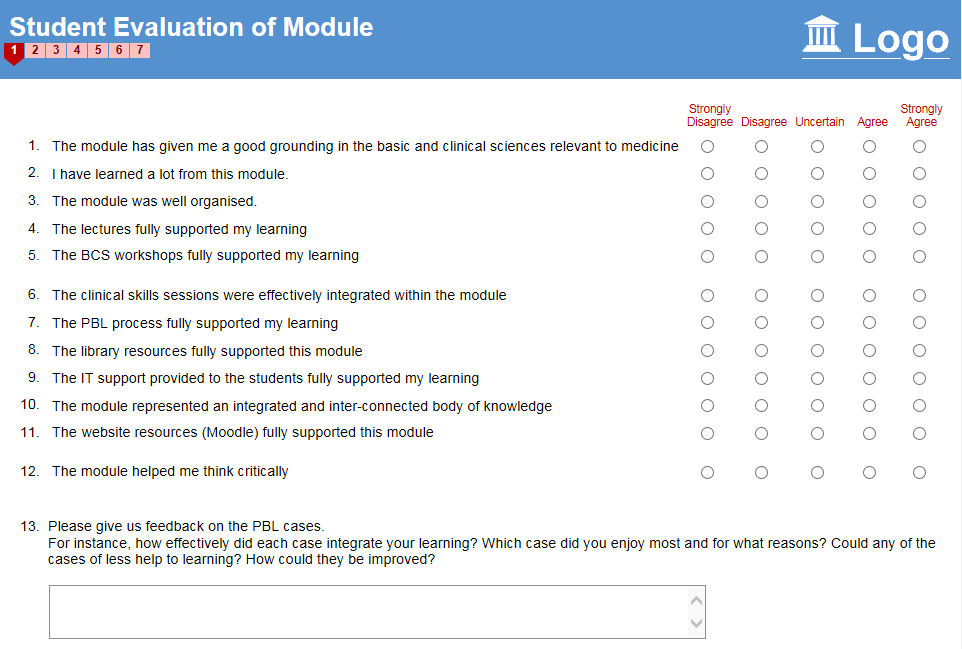 Student Evaluation of Module
1 2 3 4 5 6 7
Logo
Strongly Disagree Disagree Uncertain Agree Strongly Agree
1. The module has given me a good grounding in the basic and clinical sciences relevant to medicine
2. I have learned a lot from this module.
3. The module was well organised.
4. The lectures fully supported my learning
5. The BCS workshops fully supported my learning
6. The clinical skills sessions were effectively integrated within the module
7. The PBL process fully supported my learning
8. The library resources fully supported this module
9. The IT support provided to the students fully supported my learning
10. The module represented an integrated and inter-connected body of knowledge
11. The website resources (Moodle) fully supported this module
12. The module helped me think critically
13. Please give us feedback on the PBL cases.
For instance, how effectively did each case integrate your learning? Which case did you enjoy most and for what reasons? Could any of the
cases of less help to learning? How could they be improved?